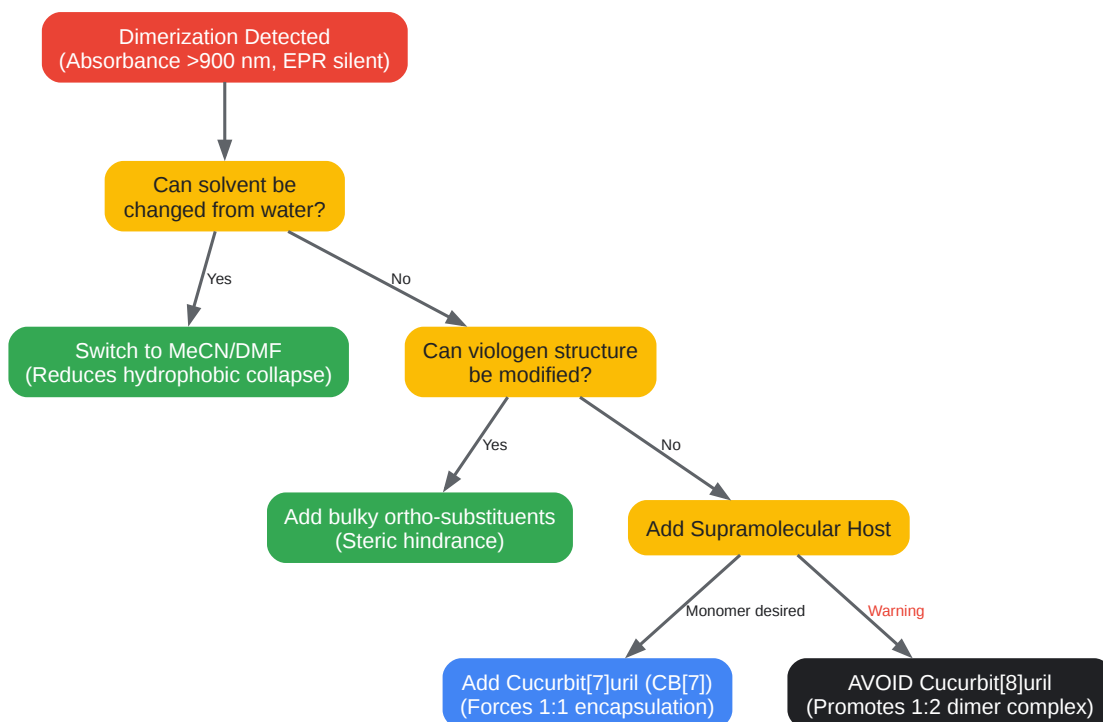 Dimerization Detected
(Absorbance >900 nm, EPR silent)
Can solvent be
changed from water?
Yes
No
Switch to MeCN/DMF
(Reduces hydrophobic collapse)
Can viologen structure
be modified?
Yes
No
Add bulky ortho-substituents
(Steric hindrance)
Add Supramolecular Host
Monomer desired
Warning
Add Cucurbit[7]uril (CB[7])
(Forces 1:1 encapsulation)
AVOID Cucurbit[8]uril
(Promotes 1:2 dimer complex)